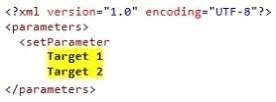 <?xml version="1.0" encoding="UTF-8"?>
<parameters>
<setParameter
Target 1
Target 2
</parameters>